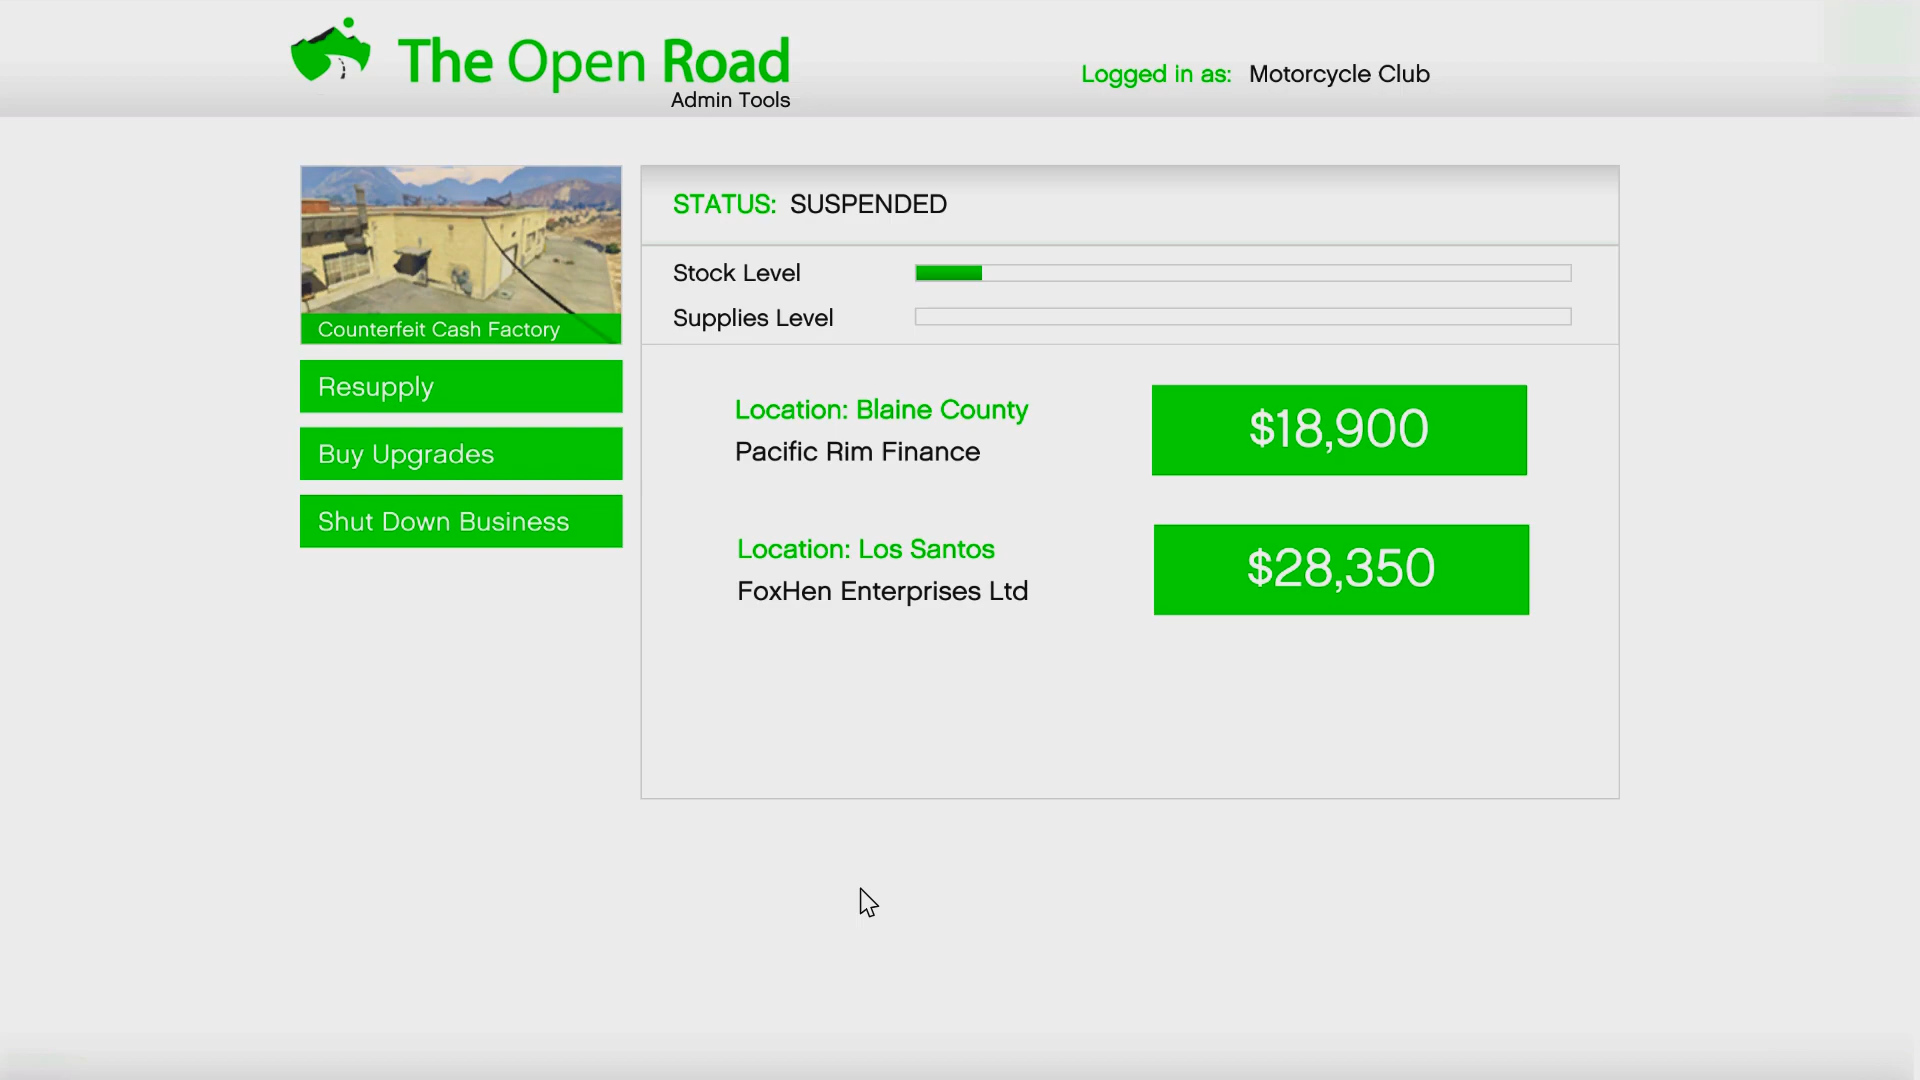 The Open Road
Admin Tools
Logged in as: Motorcycle Club
Counterfeit Cash Factory
Resupply
Buy Upgrades
Shut Down Business
STATUS: SUSPENDED
Stock Level
Supplies Level
Location: Blaine County
Pacific Rim Finance
$18,900
Location: Los Santos
FoxHen Enterprises Ltd
$28,350